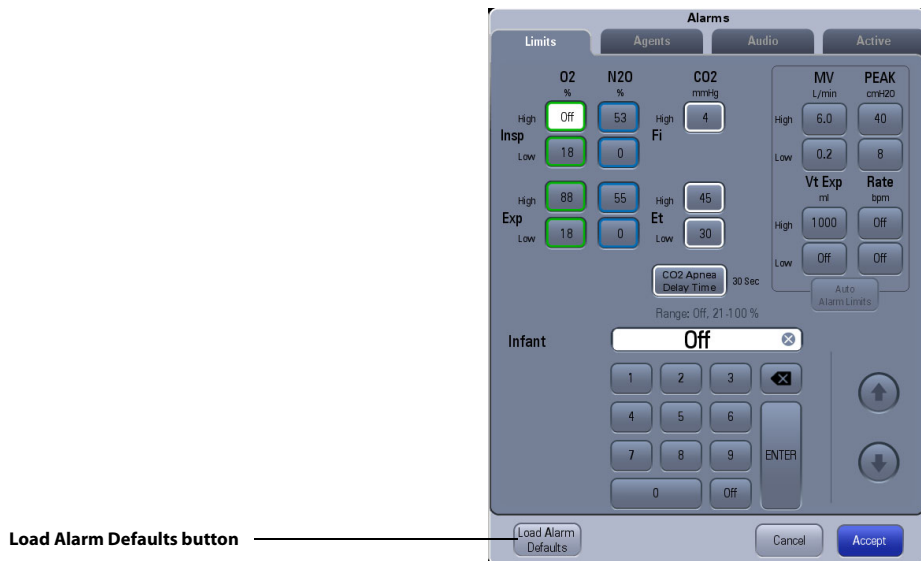 Alarms
Limits Agents Audio Active
O2 N2O CO2 MV PEAK
% % mmHg L/min cmH2O
High Off 53 High 4 High 6.0 40
Insp Fi
Low 18 0 Low 0.2 8
Vt Exp Rate
ml bpm
High 88 55 High 45 High 1000 Off
Exp Et
Low 18 0 Low 30 Low Off Off
CO2 Apnea
Delay Time 30 Sec
Auto
Alarm Limits
Range: Off, 21-100 %
Infant Off
1 2 3
4 5 6
7 8 9 ENTER
0 Off
Load Alarm Defaults button
Load Alarm
Defaults
Cancel Accept